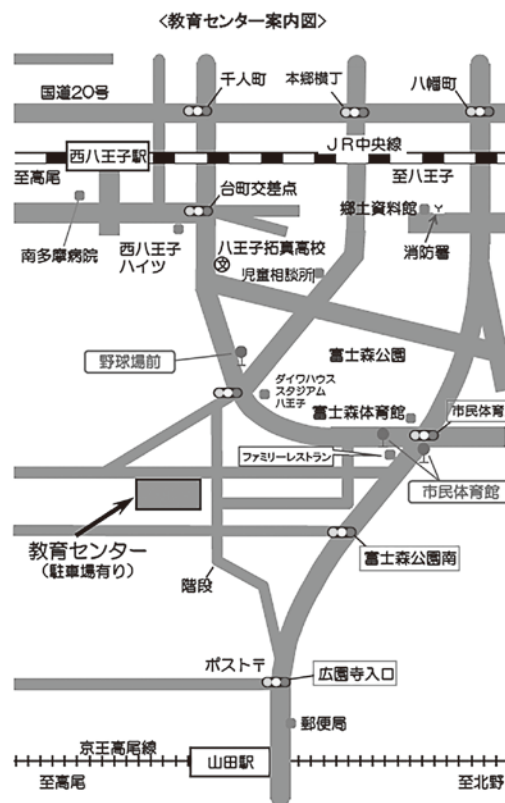 <教育センター案内図>
千人町
本郷横丁
八幡町
国道20号
JR中央線
西八王子駅
至高尾
至八王子
台町交差点
郷土資料館
南多摩病院
西八王子
ハイツ
八王子拓真高校
消防署
文
児童相談所
野球場前
富士森公園
ダイワハウス
スタジアム
八王子
富士森体育館
市民体育
ファミリーレストラン
市民体育館
教育センター
(駐車場有り)
富士森公園南
階段
ポスト〒
広園寺入口
郵便局
京王高尾線
山田駅
至高尾
至北野